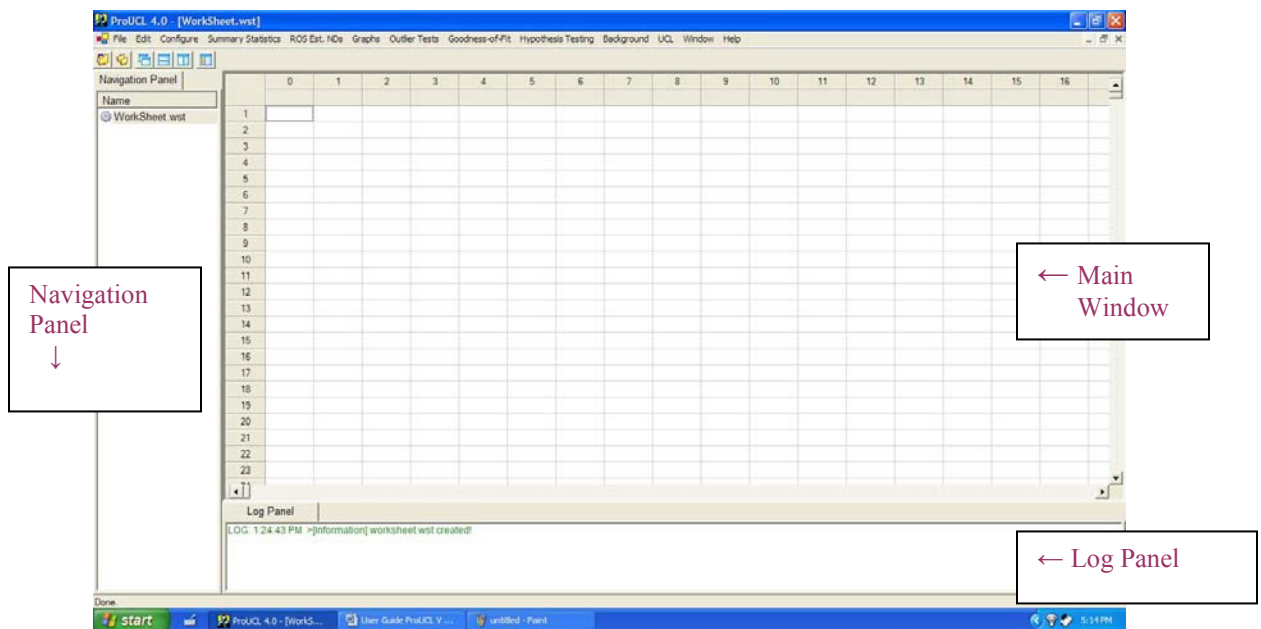 ProUCL 4.0 - [WorkSheet.wst]
File Edit Configure Summary Statistics ROS Est. NDs Graphs Outlier Tests Goodness-of-Fit Hypothesis Testing Background UCL Window Help
Navigation Panel
Name
WorkSheet.wst
0 1 2 3 4 5 6 7 8 9 10 11 12 13 14 15 16
1
2
3
4
5
6
7
8
9
10
11
12
13
14
15
16
17
18
19
20
21
22
23
Navigation
Panel
↓
← Main
Window
Log Panel
LOG: 1:24:43 PM >[Information] worksheet.wst created!
← Log Panel
Done.
start ProUCL 4.0 - [WorkS... User Guide ProUCL V ... untitled - Paint 5:14 PM